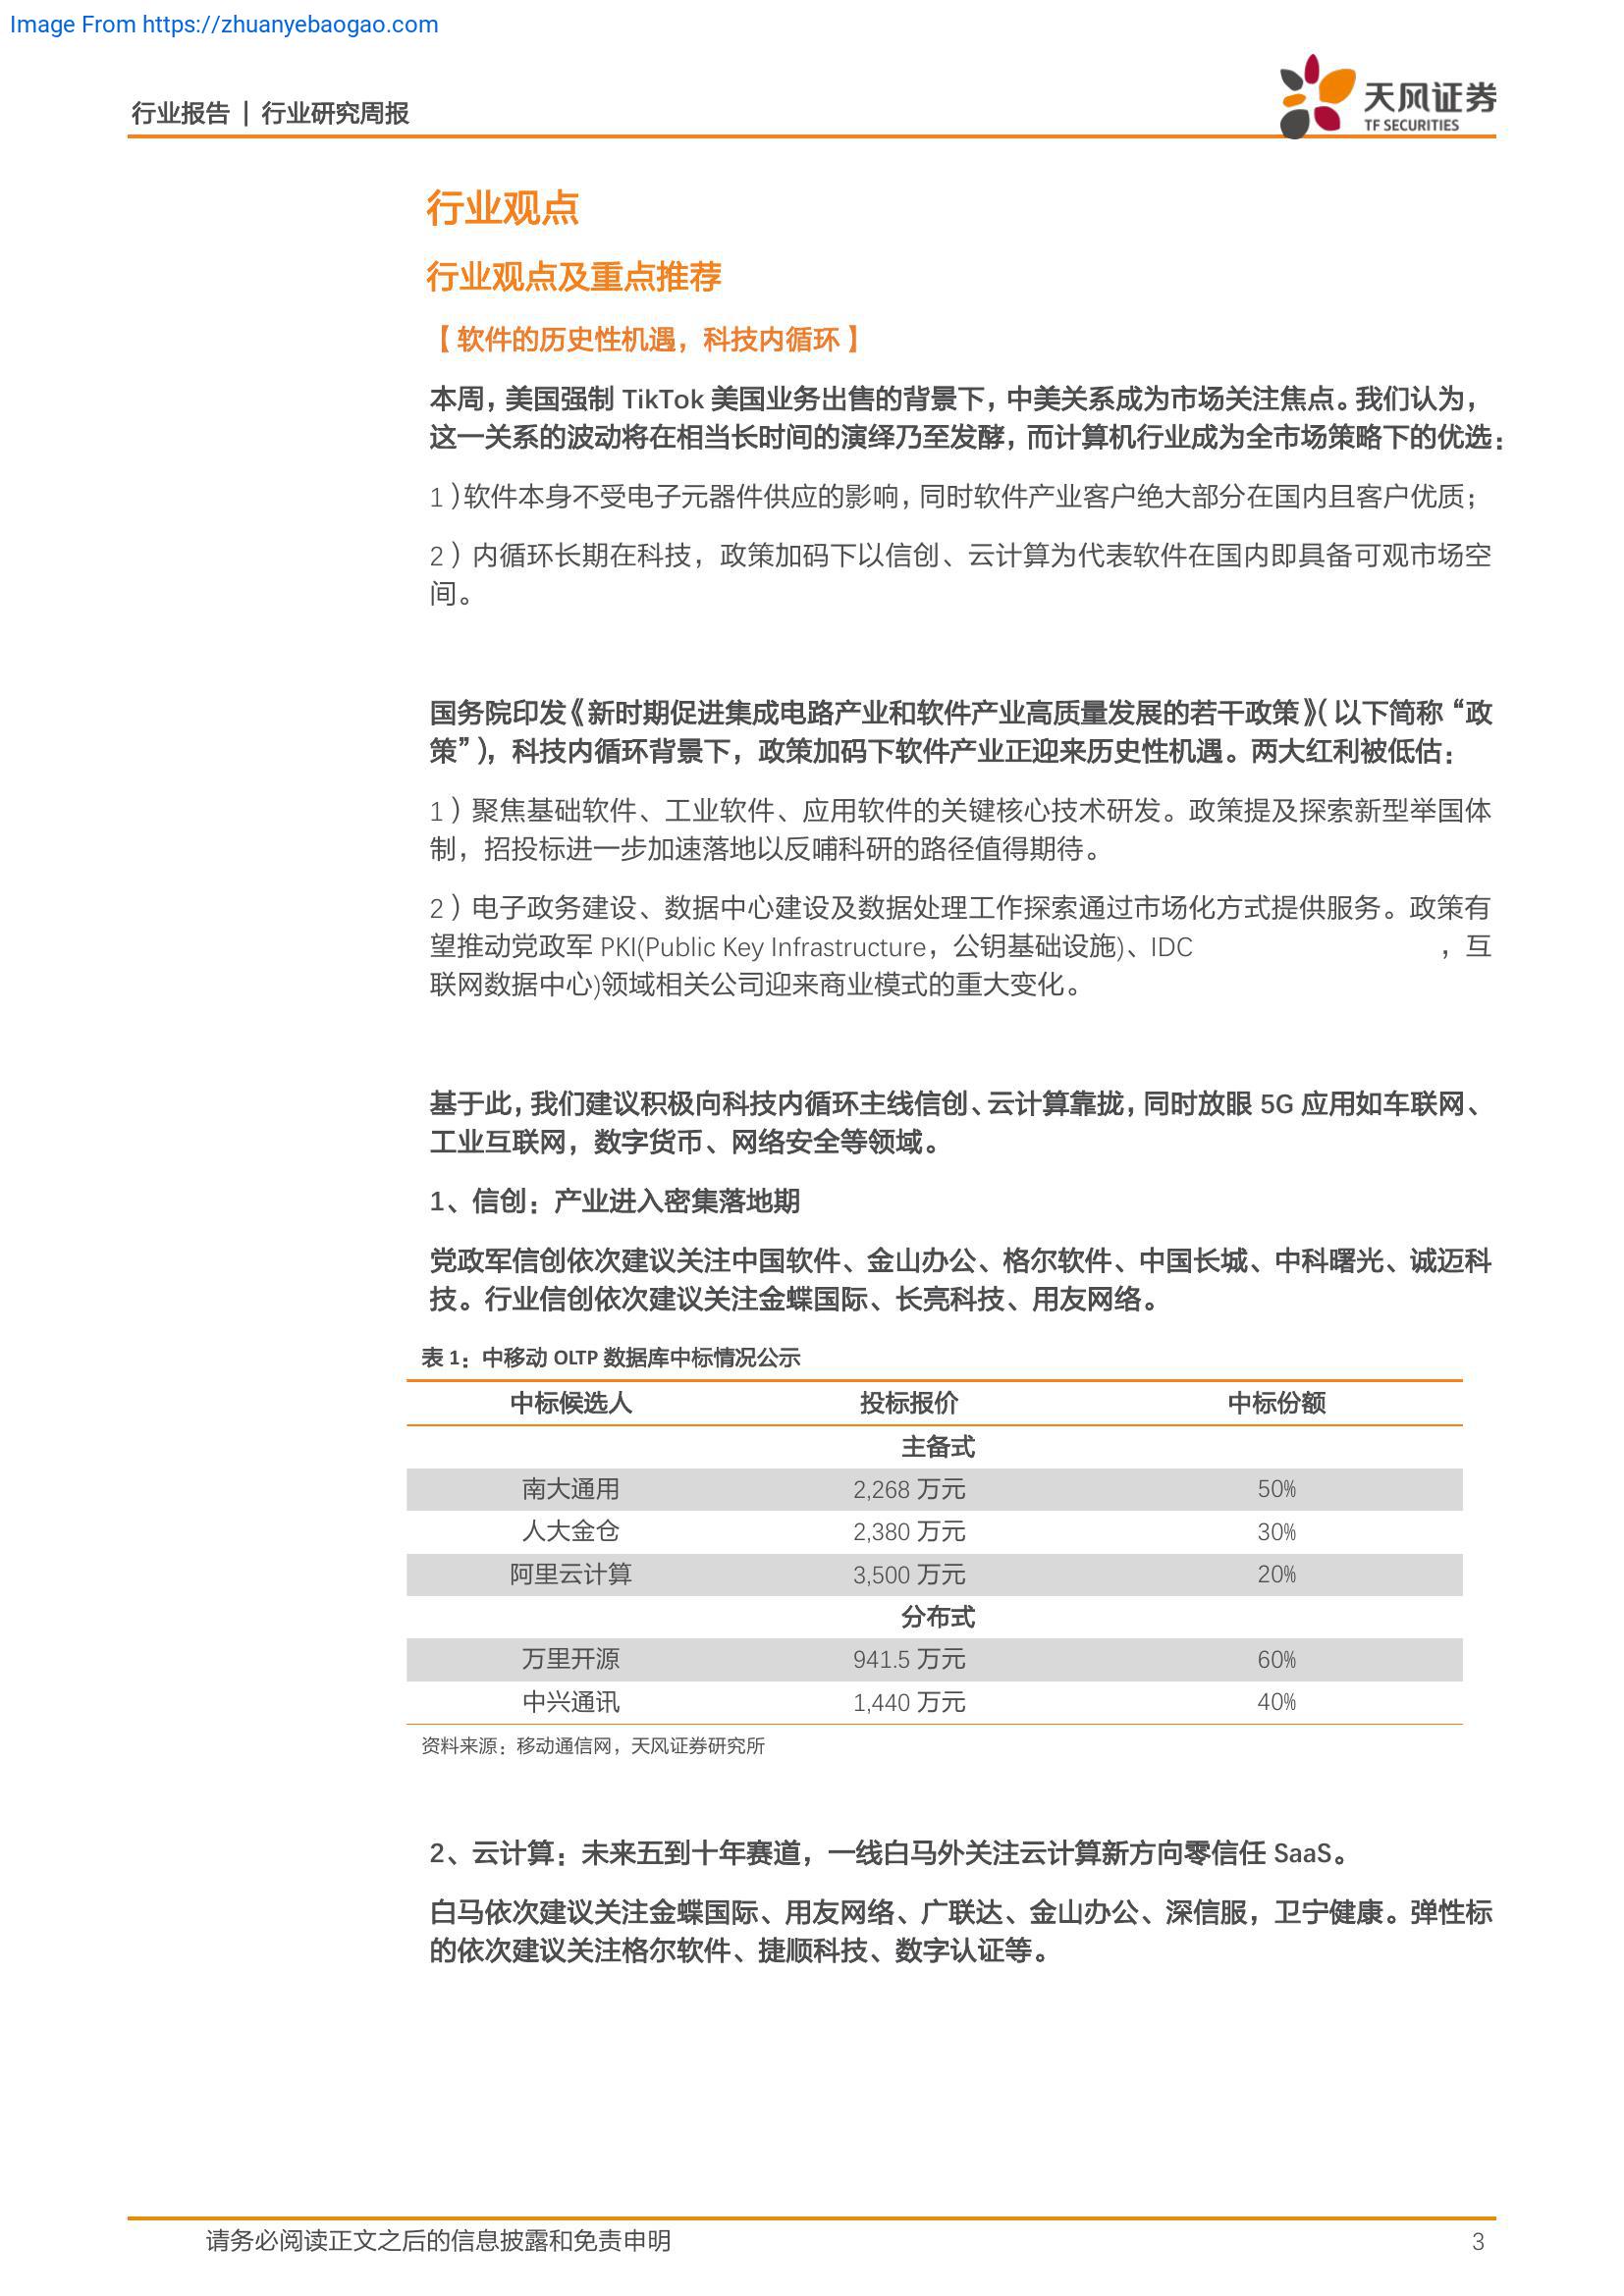 Image From https://zhuanyebaogao.com
行业报告 | 行业研究周报
天风证券
TF SECURITIES
行业观点
行业观点及重点推荐
【软件的历史性机遇，科技内循环】
本周，美国强制 TikTok 美国业务出售的背景下，中美关系成为市场关注焦点。我们认为，
这一关系的波动将在相当长时间的演绎乃至发酵，而计算机行业成为全市场策略下的优选：
1）软件本身不受电子元器件供应的影响，同时软件产业客户绝大部分在国内且客户优质；
2）内循环长期在科技，政策加码下以信创、云计算为代表软件在国内即具备可观市场空
间。
国务院印发《新时期促进集成电路产业和软件产业高质量发展的若干政策》（以下简称“政
策”），科技内循环背景下，政策加码下软件产业正迎来历史性机遇。两大红利被低估：
1）聚焦基础软件、工业软件、应用软件的关键核心技术研发。政策提及探索新型举国体
制，招投标进一步加速落地以反哺科研的路径值得期待。
2）电子政务建设、数据中心建设及数据处理工作探索通过市场化方式提供服务。政策有
望推动党政军 PKI(Public Key Infrastructure，公钥基础设施)、IDC ，互
联网数据中心)领域相关公司迎来商业模式的重大变化。
基于此，我们建议积极向科技内循环主线信创、云计算靠拢，同时放眼 5G 应用如车联网、
工业互联网，数字货币、网络安全等领域。
1、信创：产业进入密集落地期
党政军信创依次建议关注中国软件、金山办公、格尔软件、中国长城、中科曙光、诚迈科
技。行业信创依次建议关注金蝶国际、长亮科技、用友网络。
表 1：中移动 OLTP 数据库中标情况公示
中标候选人 投标报价 中标份额
主备式
南大通用 2,268 万元 50%
人大金仓 2,380 万元 30%
阿里云计算 3,500 万元 20%
分布式
万里开源 941.5 万元 60%
中兴通讯 1,440 万元 40%
资料来源：移动通信网，天风证券研究所
2、云计算：未来五到十年赛道，一线白马外关注云计算新方向零信任 SaaS。
白马依次建议关注金蝶国际、用友网络、广联达、金山办公、深信服，卫宁健康。弹性标
的依次建议关注格尔软件、捷顺科技、数字认证等。
请务必阅读正文之后的信息披露和免责申明 3